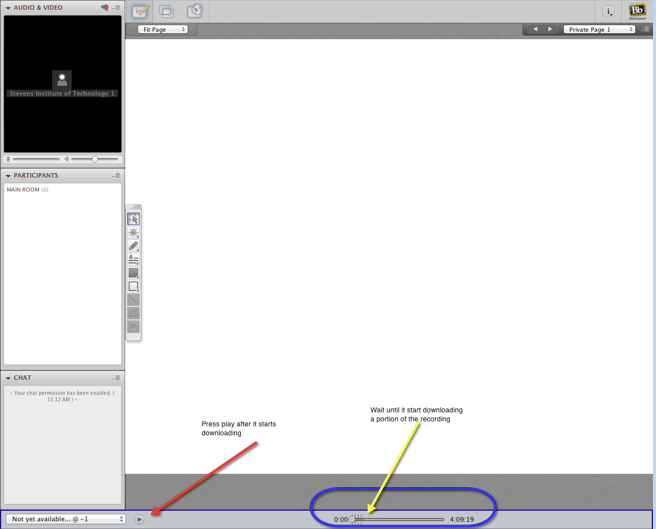 AUDIO & VIDEO
Fit Page
Private Page 1
i
Bb
Stevens Institute of Technology 1
PARTICIPANTS
MAIN ROOM (0)
A
CHAT
- Your chat permission has been enabled. (
11:12 AM ) -
Press play after it starts
downloading
Wait until it start downloading
a portion of the recording
Not yet available... @ ~1
0:00
4:09:19